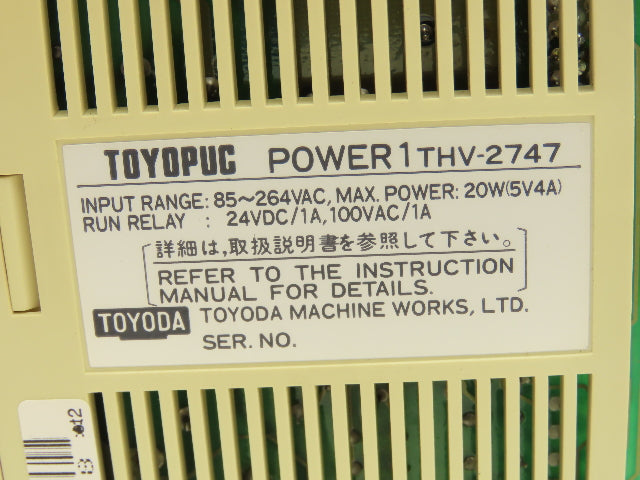 TOYOPUC POWER 1 THV-2747
INPUT RANGE: 85～264VAC, MAX. POWER: 20W(5V4A)
RUN RELAY : 24VDC/1A, 100VAC/1A
詳細は,取扱説明書を参照して下さい。
REFER TO THE INSTRUCTION
MANUAL FOR DETAILS.
TOYODA TOYODA MACHINE WORKS, LTD.
SER. NO.